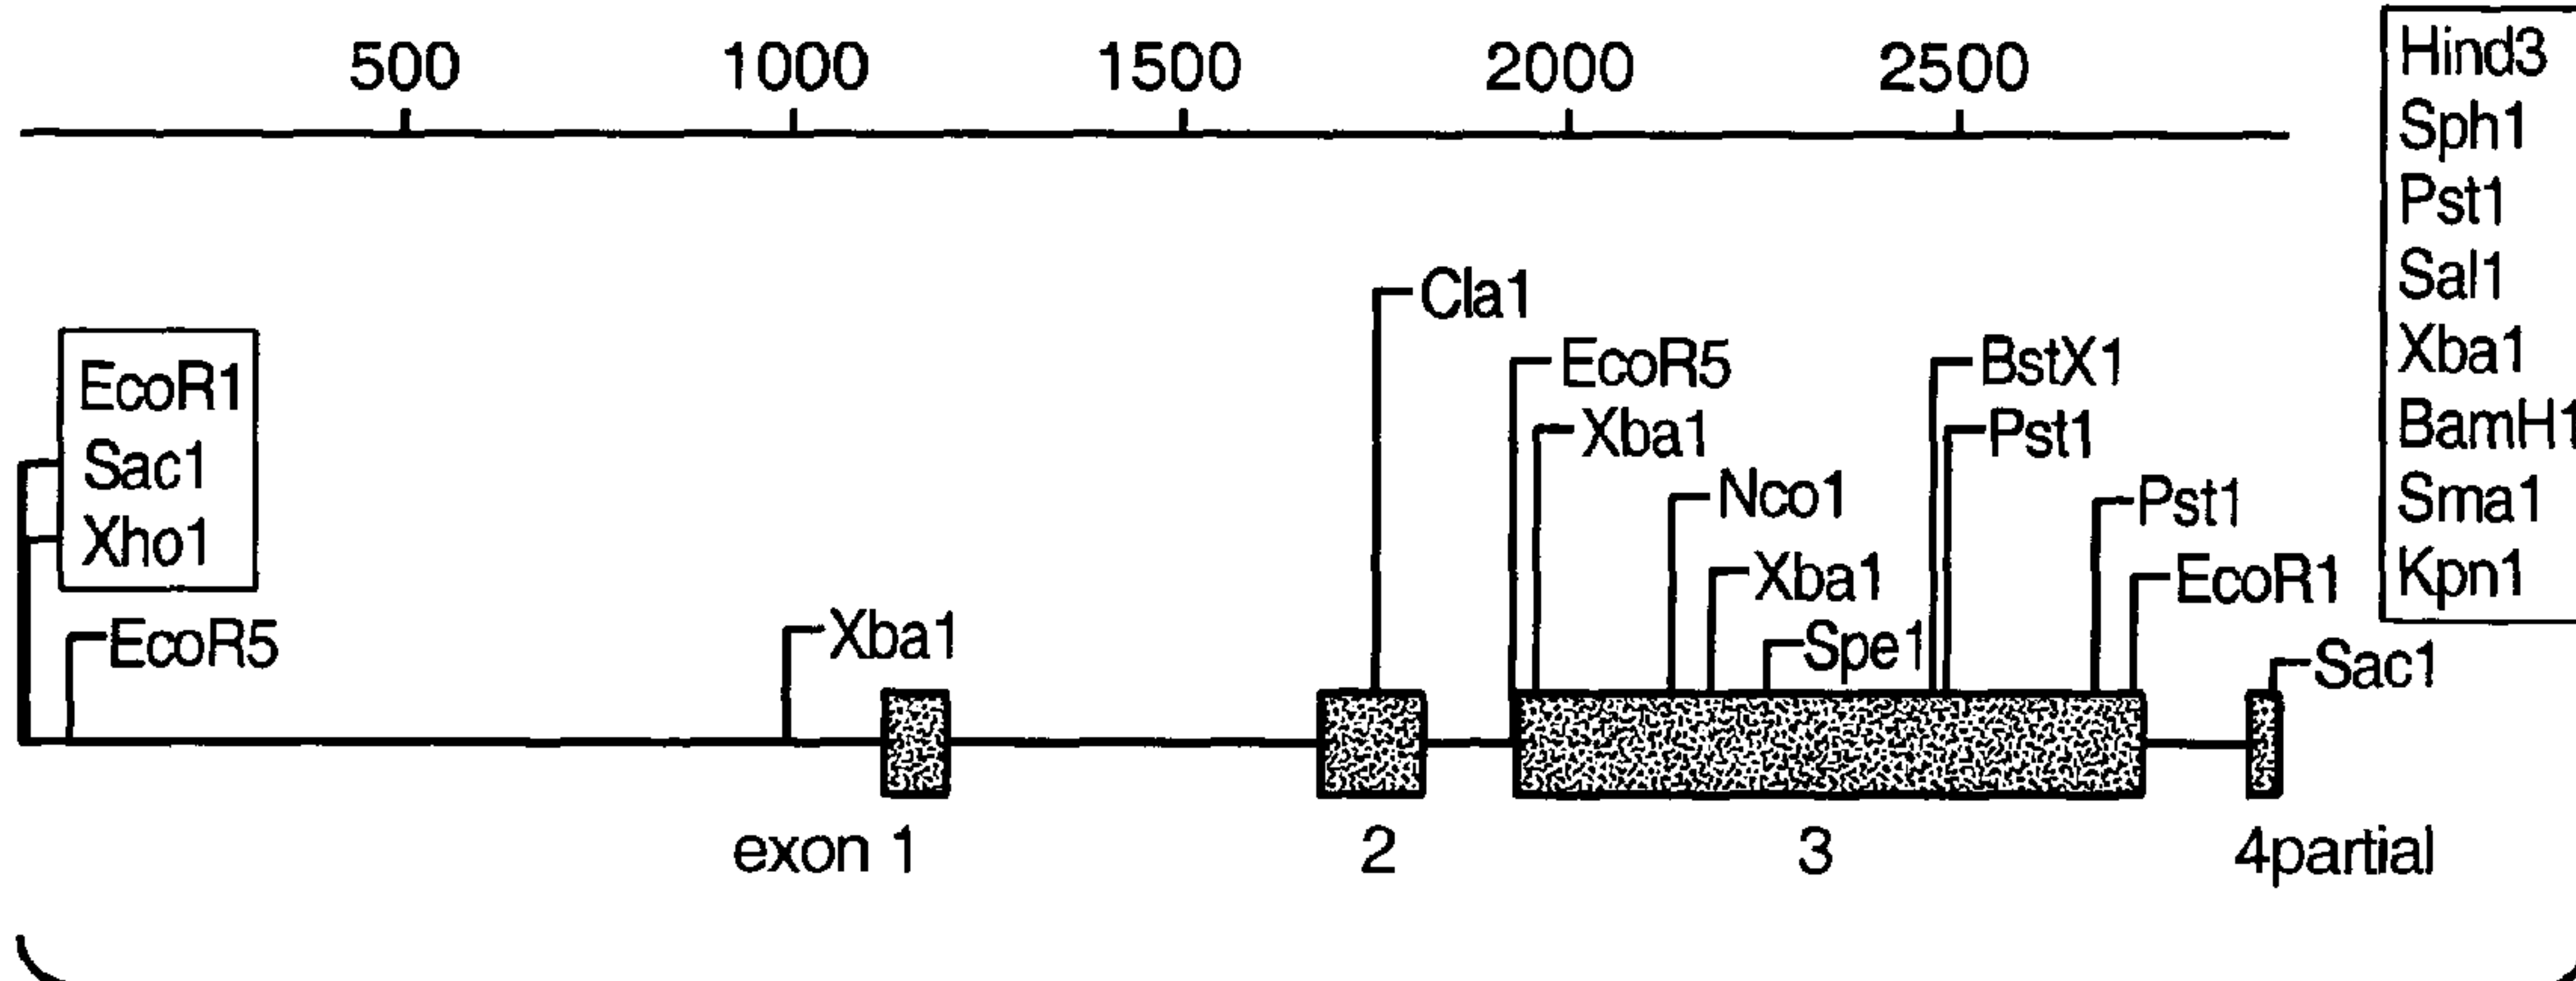 500 1000 1500 2000 2500
Hind3
Sph1
Pst1
Sal1
Xba1
BamH1
Sma1
Kpn1
EcoR1
Sac1
Xho1
EcoR5
Xba1
Cla1
EcoR5
Xba1
Nco1
Xba1
Spe1
BstX1
Pst1
Pst1
EcoR1
Sac1
exon 1 2 3 4partial